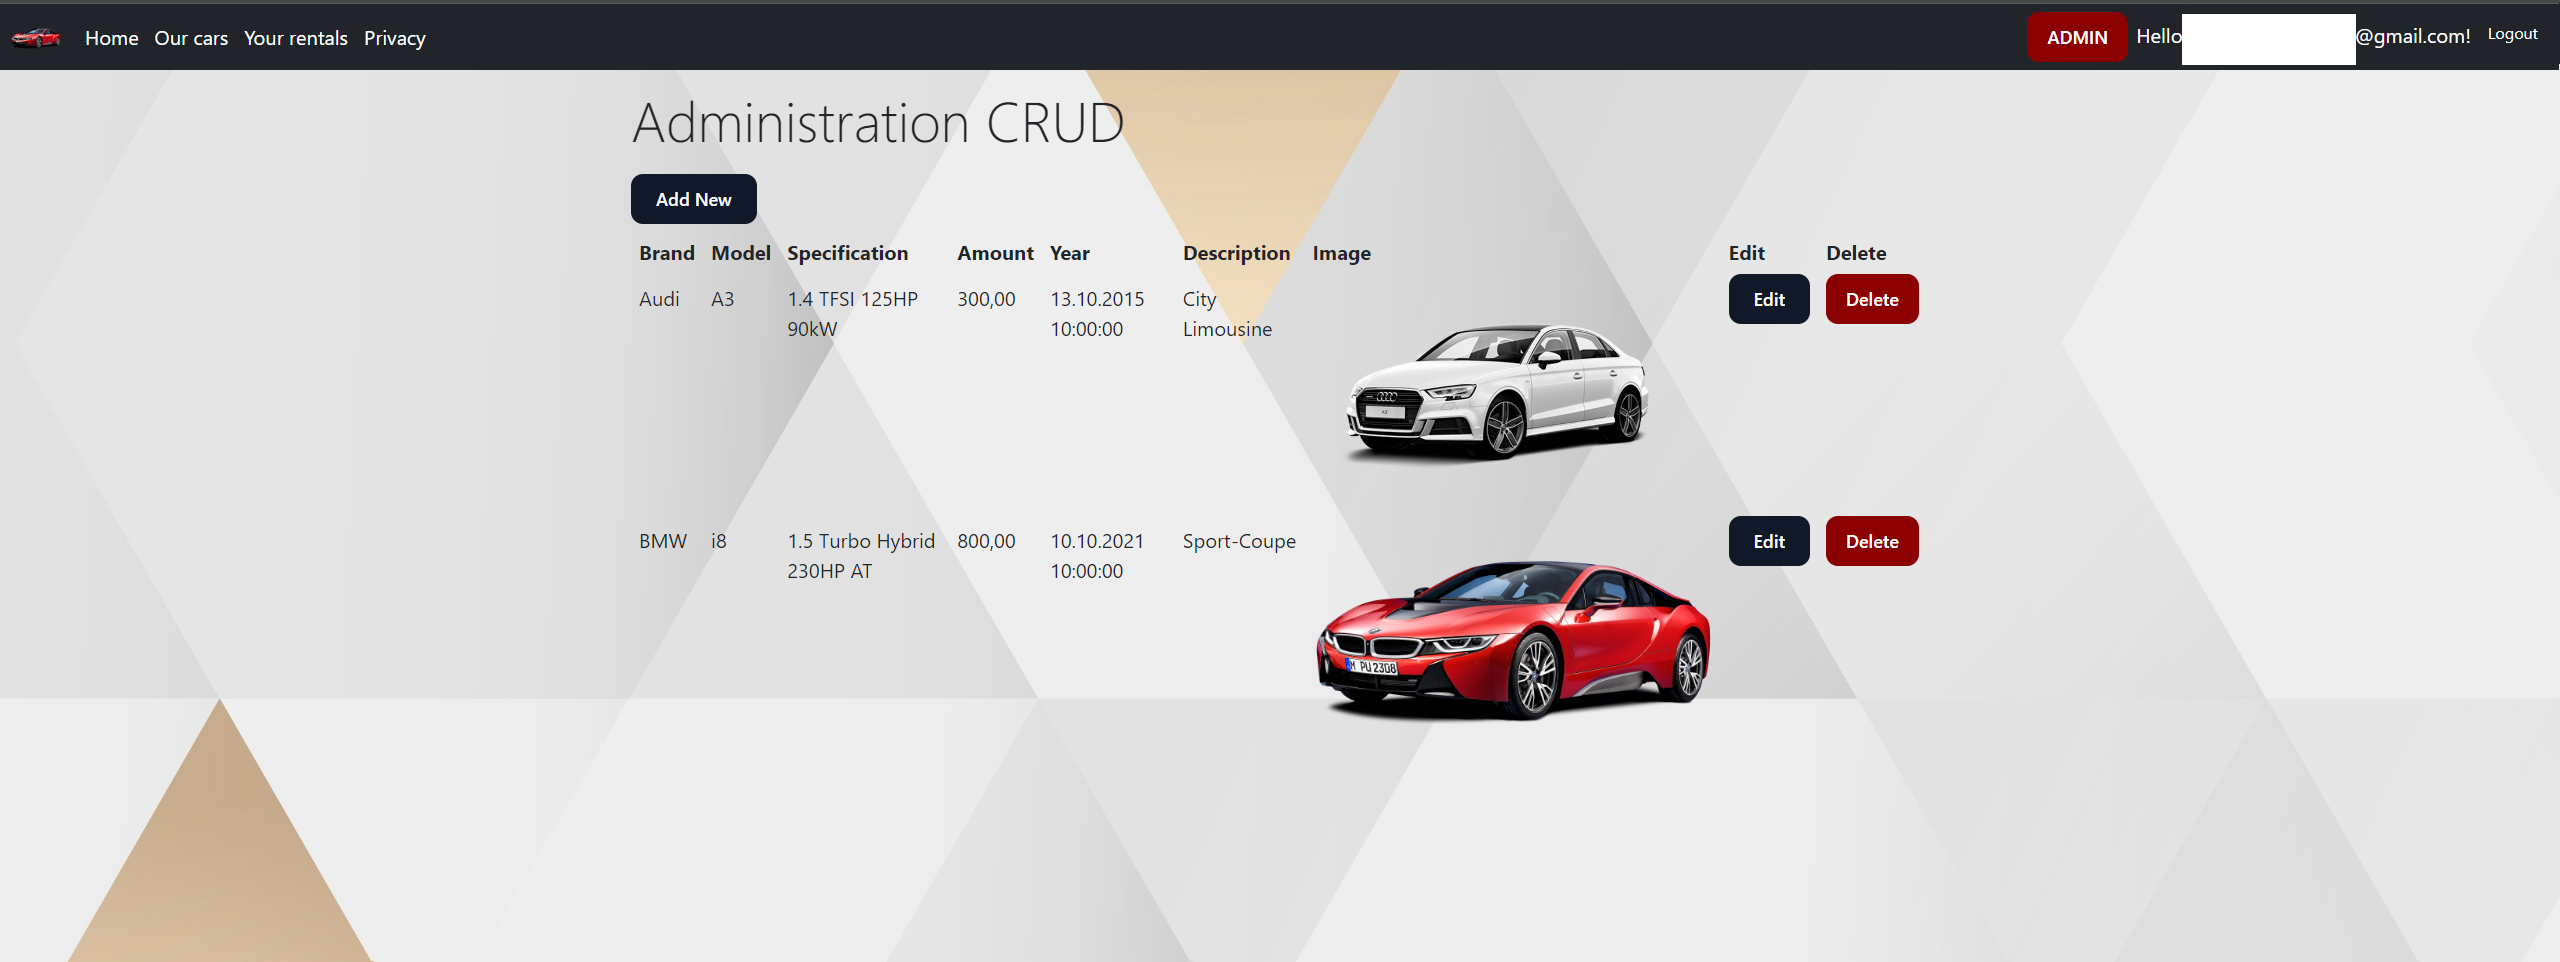 Home Our cars Your rentals Privacy ADMIN Hello @gmail.com! Logout
Administration CRUD
Add New
Brand Model Specification Amount Year Description Image Edit Delete
Audi A3 1.4 TFSI 125HP 300,00 13.10.2015 City Edit Delete
90kW 10:00:00 Limousine
A3
BMW i8 1.5 Turbo Hybrid 800,00 10.10.2021 Sport-Coupe Edit Delete
230HP AT 10:00:00
M PU 2308